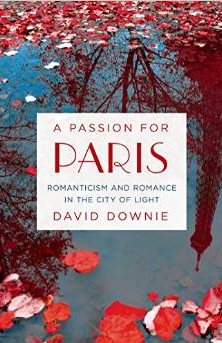 A PASSION FOR
PARIS
ROMANTICISM AND ROMANCE
IN THE CITY OF LIGHT
DAVID DOWNIE